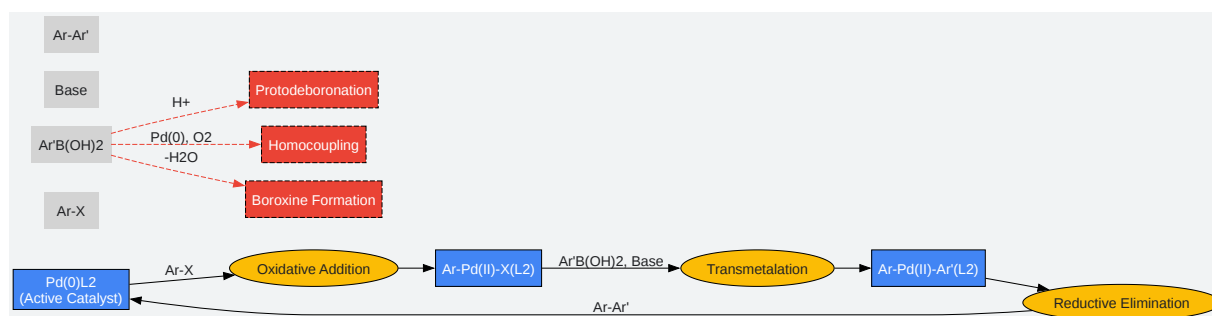 Ar-Ar'
Base
Protodeboronation
H+
Ar'B(OH)2
Pd(0), O2
Homocoupling
-H2O
Boroxine Formation
Ar-X
Pd(0)L2
(Active Catalyst)
Ar-X
Oxidative Addition
Ar-Pd(II)-X(L2)
Ar'B(OH)2, Base
Transmetalation
Ar-Pd(II)-Ar'(L2)
Reductive Elimination
Ar-Ar'